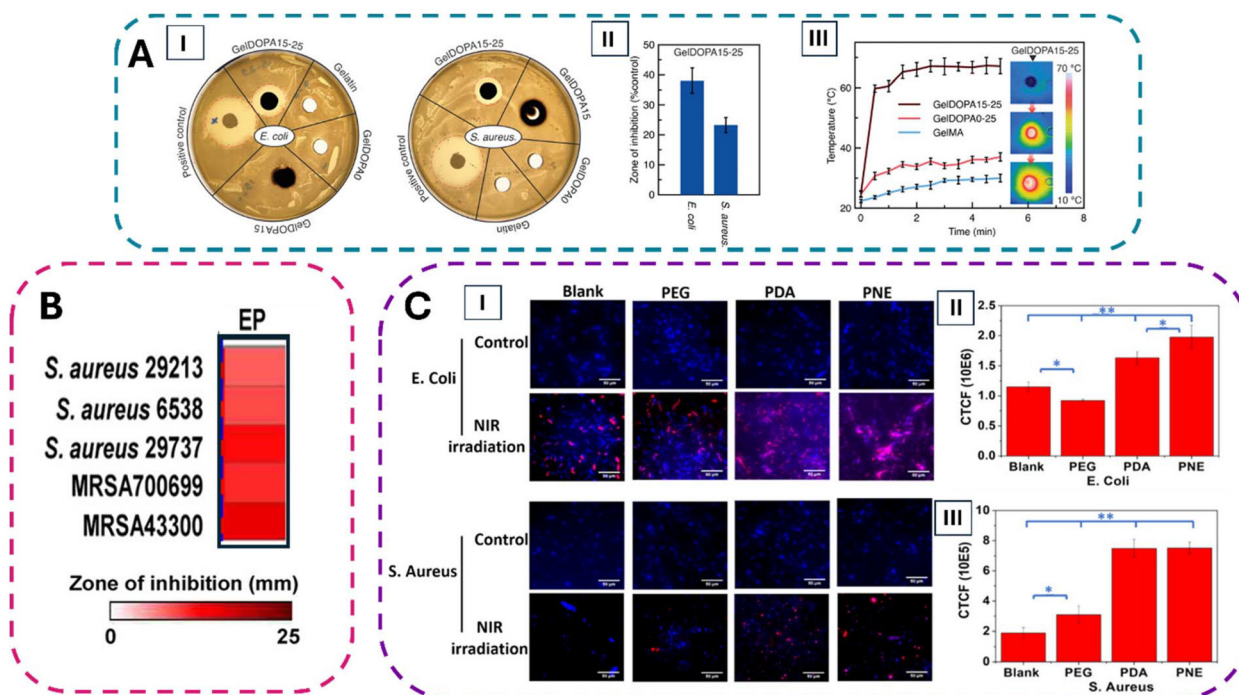 A
I
GelDOPA15-25
Gelatin
GelDOPA0
GelDOPA15
Positive control
E. coli
GelDOPA15-25
GelDOPA15
GelDOPA0
Gelatin
Positive control
S. aureus.
II
GelDOPA15-25
50
40
30
20
10
0
Zone of inhibition (%control)
E. coli
S. aureus.
III
Temperature (°C)
60
40
20
0 2 4 6 8
Time (min)
GelDOPA15-25
GelDOPA0-25
GelMA
GelDOPA15-25
70 °C
10 °C
B
EP
S. aureus 29213
S. aureus 6538
S. aureus 29737
MRSA700699
MRSA43300
Zone of inhibition (mm)
0 25
C
I
Blank PEG PDA PNE
E. Coli
Control
NIR
irradiation
S. Aureus
Control
NIR
irradiation
II
CTCF (10E6)
2.5
2.0
1.5
1.0
0.5
0.0
**
*
*
Blank PEG PDA PNE
E. Coli
III
CTCF (10E5)
10
8
6
4
2
0
**
*
Blank PEG PDA PNE
S. Aureus